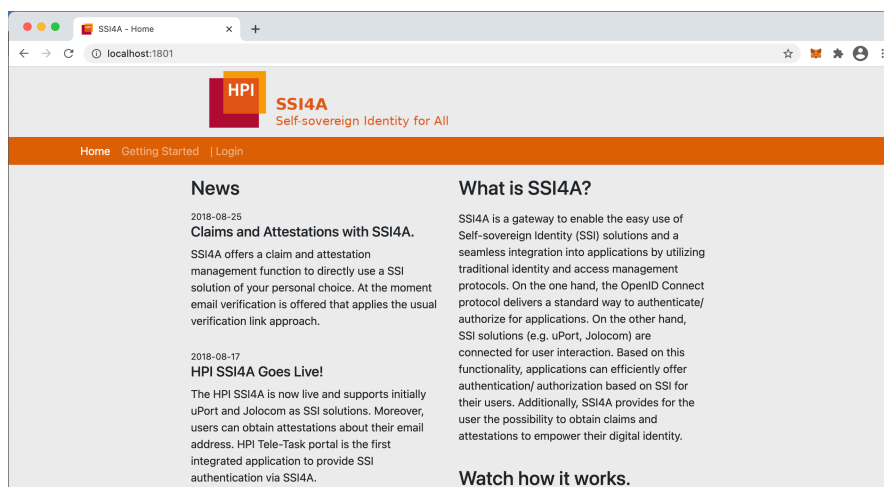 SSI4A - Home
localhost:1801
HPI
SSI4A
Self-sovereign Identity for All
Home Getting Started | Login
News
2018-08-25
Claims and Attestations with SSI4A.
SSI4A offers a claim and attestation
management function to directly use a SSI
solution of your personal choice. At the moment
email verification is offered that applies the usual
verification link approach.
2018-08-17
HPI SSI4A Goes Live!
The HPI SSI4A is now live and supports initially
uPort and Jolocom as SSI solutions. Moreover,
users can obtain attestations about their email
address. HPI Tele-Task portal is the first
integrated application to provide SSI
authentication via SSI4A.
What is SSI4A?
SSI4A is a gateway to enable the easy use of
Self-sovereign Identity (SSI) solutions and a
seamless integration into applications by utilizing
traditional identity and access management
protocols. On the one hand, the OpenID Connect
protocol delivers a standard way to authenticate/
authorize for applications. On the other hand,
SSI solutions (e.g. uPort, Jolocom) are
connected for user interaction. Based on this
functionality, applications can efficiently offer
authentication/ authorization based on SSI for
their users. Additionally, SSI4A provides for the
user the possibility to obtain claims and
attestations to empower their digital identity.
Watch how it works.